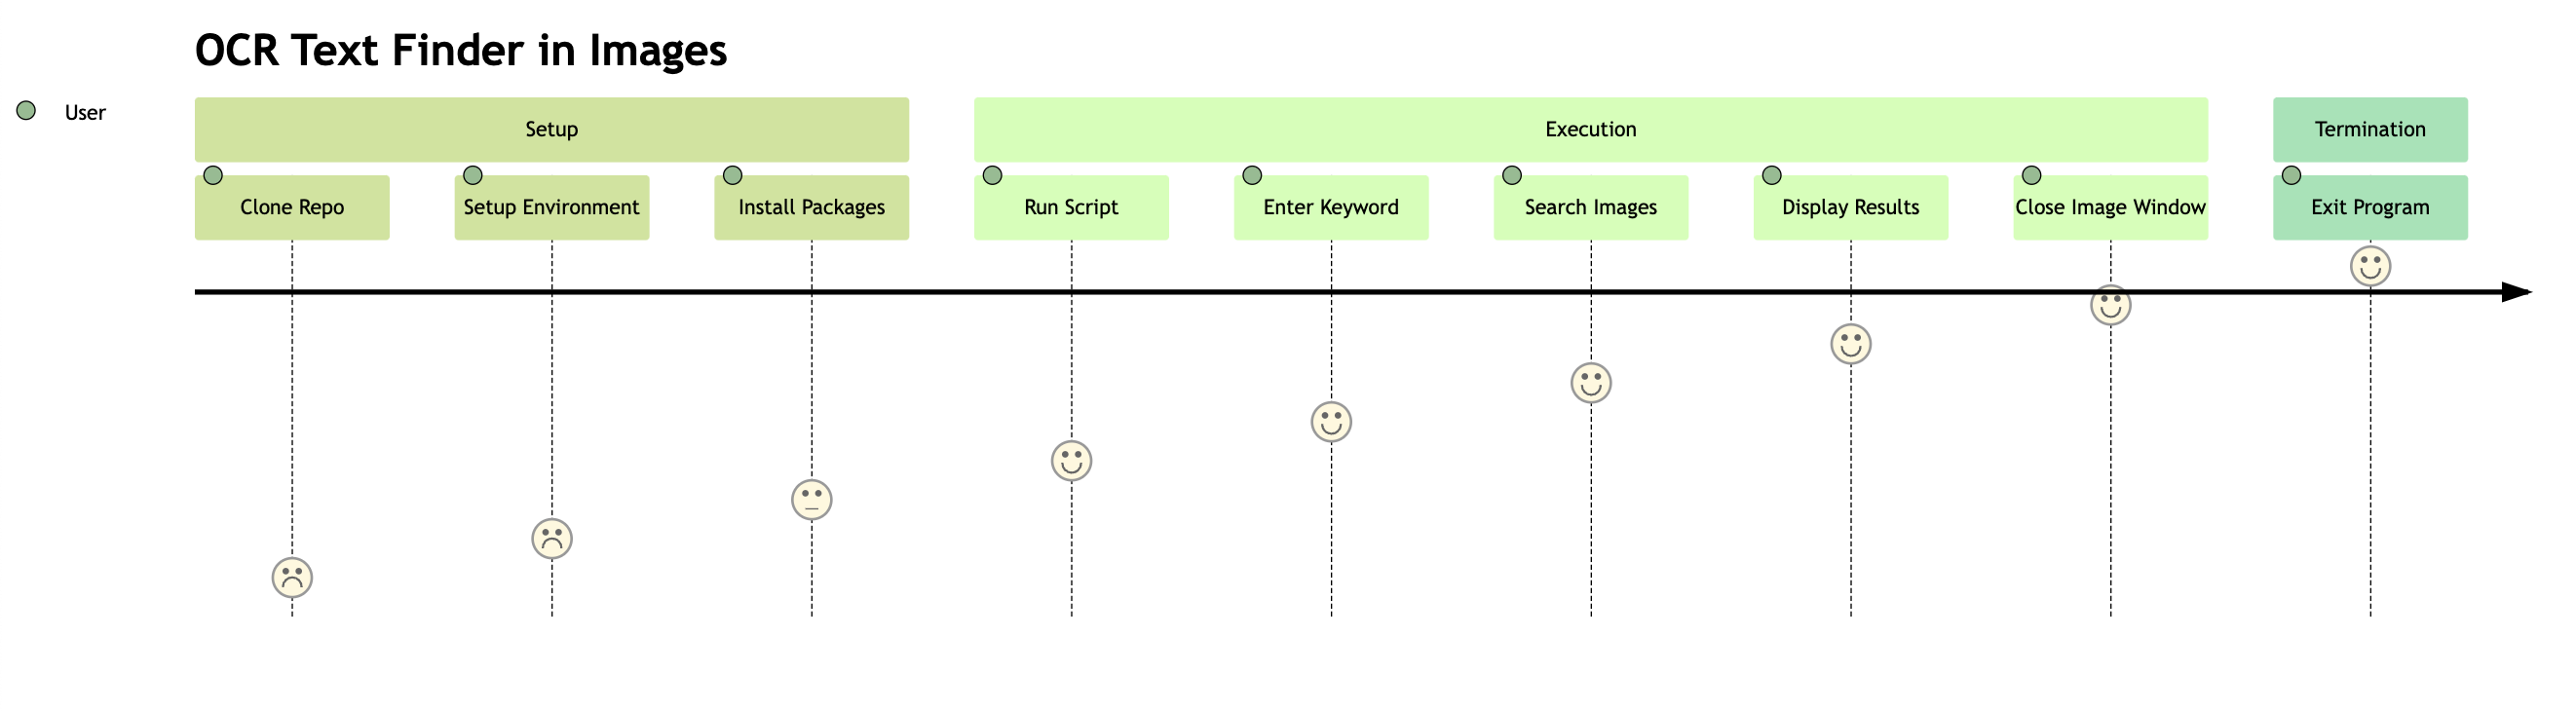 OCR Text Finder in Images
User
Setup
Execution
Termination
Clone Repo
Setup Environment
Install Packages
Run Script
Enter Keyword
Search Images
Display Results
Close Image Window
Exit Program